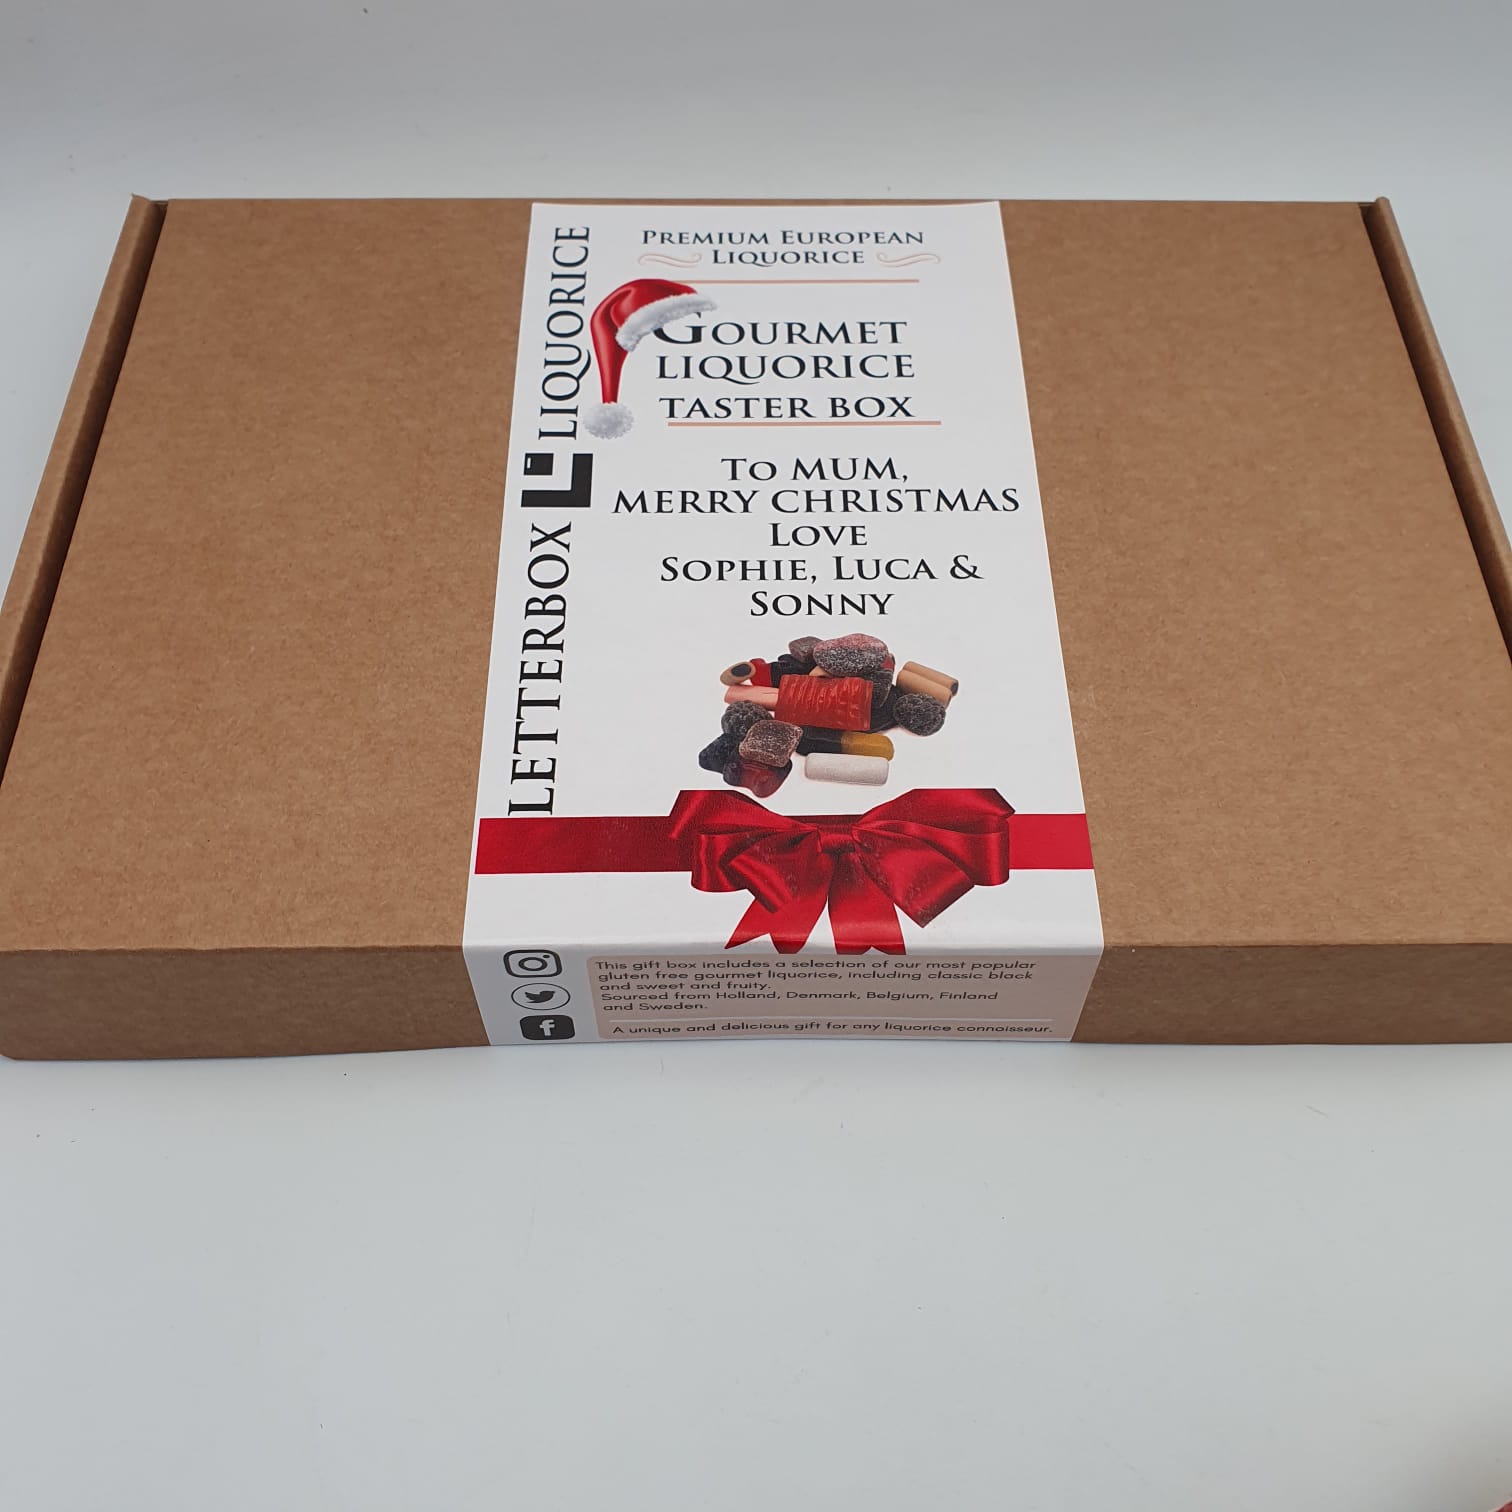 LETTERBOX LIQUORICE
PREMIUM EUROPEAN
LIQUORICE
GOURMET
LIQUORICE
TASTER BOX
TO MUM,
MERRY CHRISTMAS
LOVE
SOPHIE, LUCA &
SONNY
This gift box includes a selection of our most popular
gluten free gourmet liquorice, including classic black
and sweet and fruity.
Sourced from Holland, Denmark, Belgium, Finland
and Sweden.
A unique and delicious gift for any liquorice connoisseur.